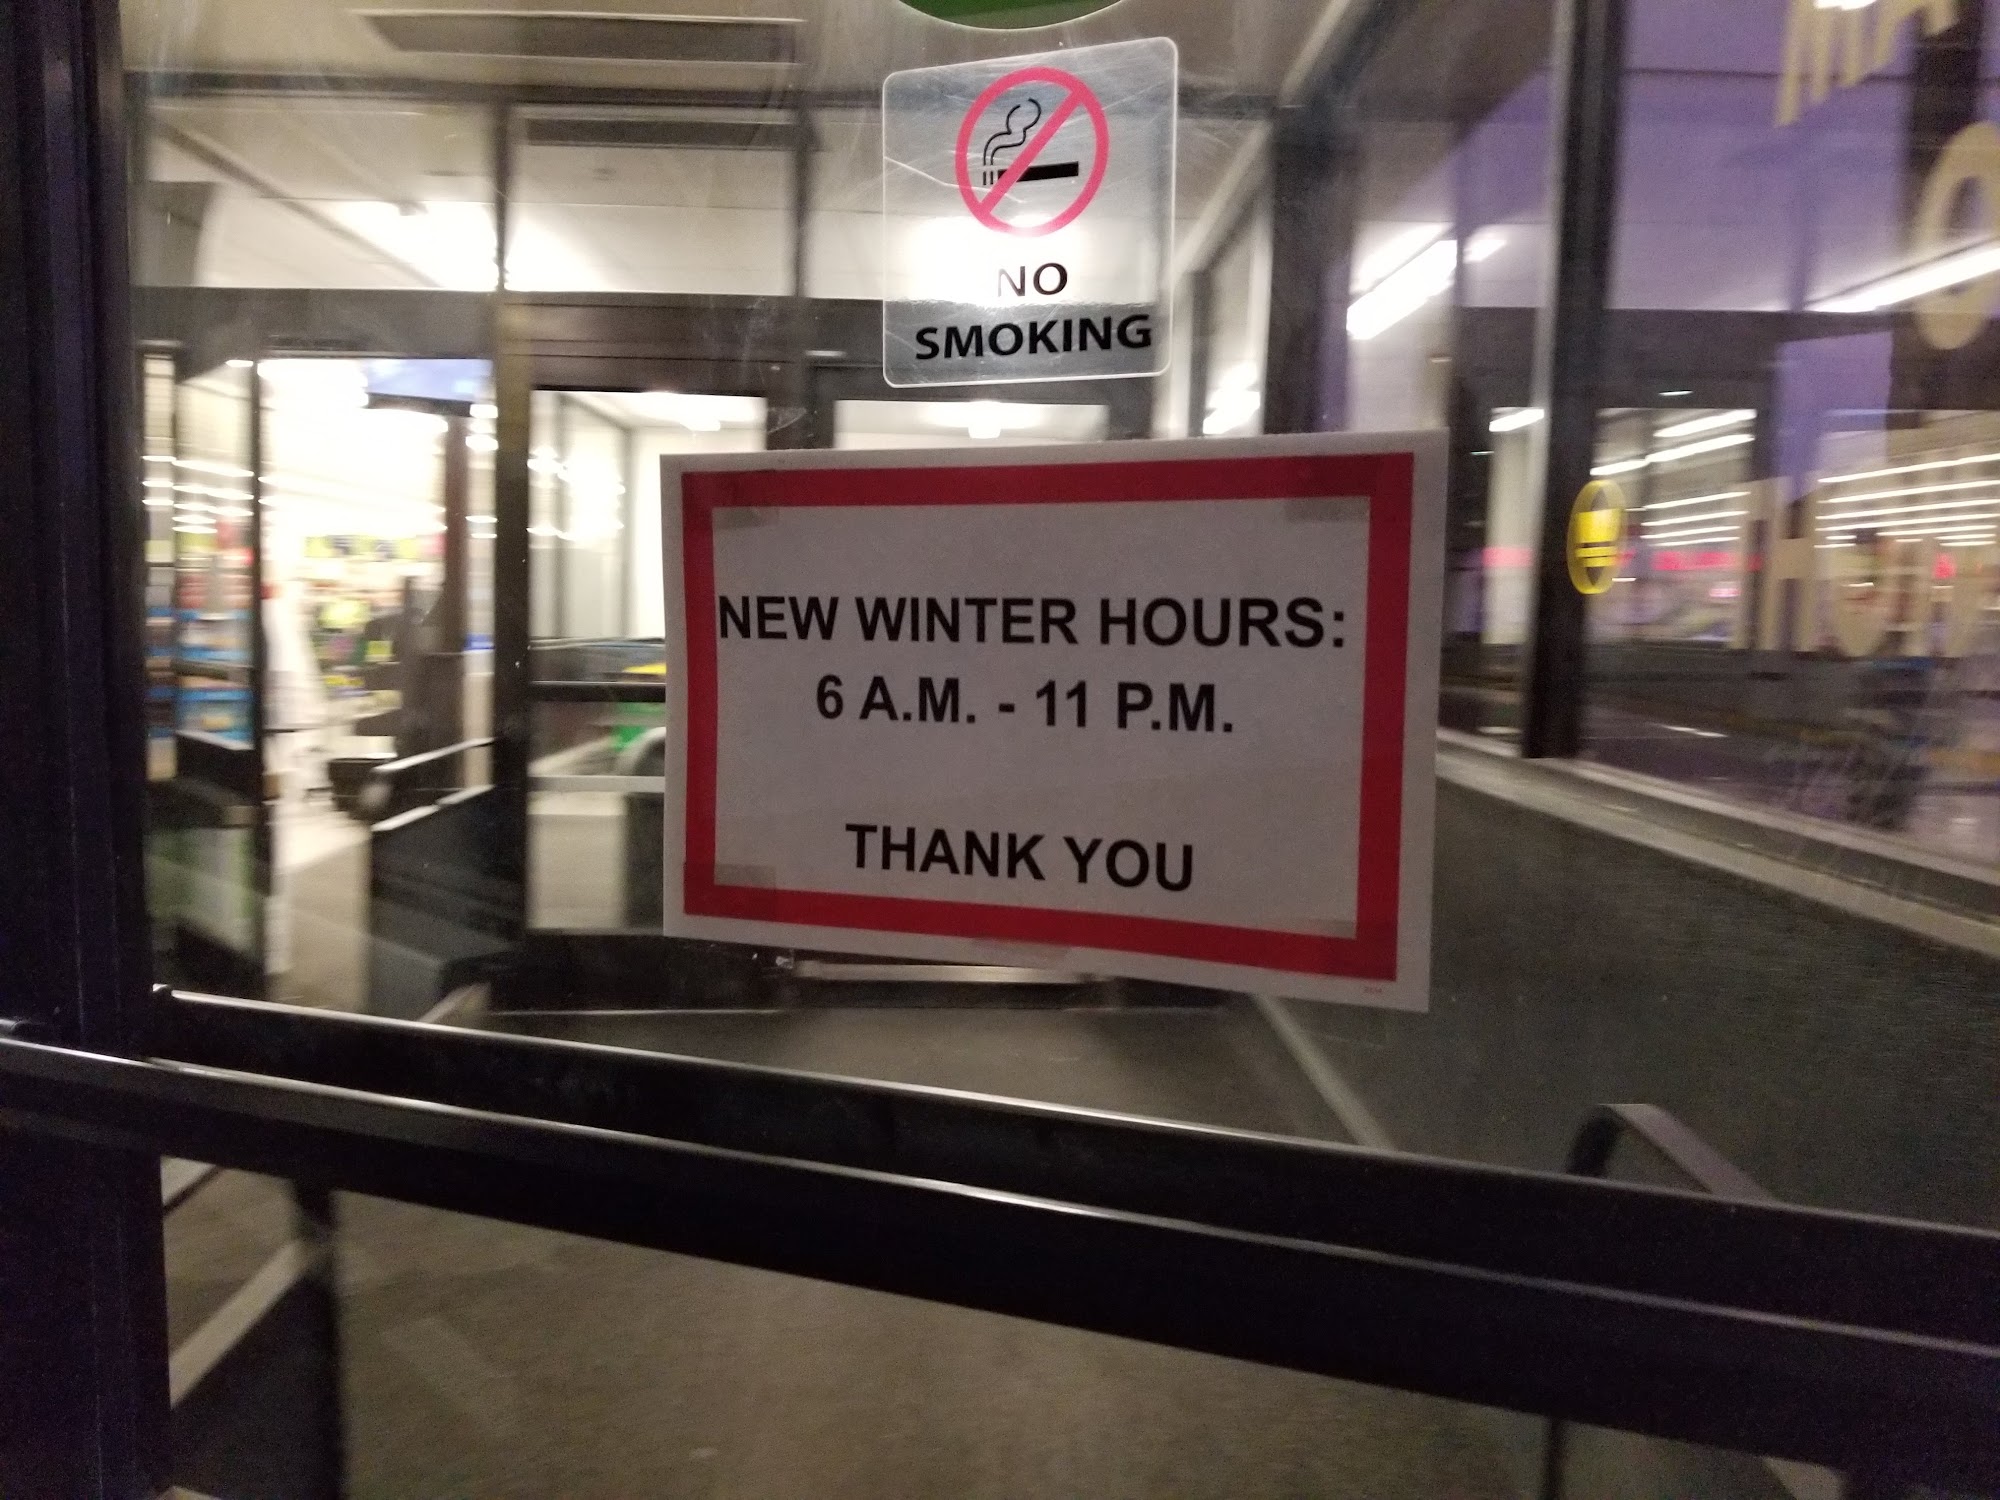 NO
SMOKING
NEW WINTER HOURS:
6 A.M. - 11 P.M.
THANK YOU